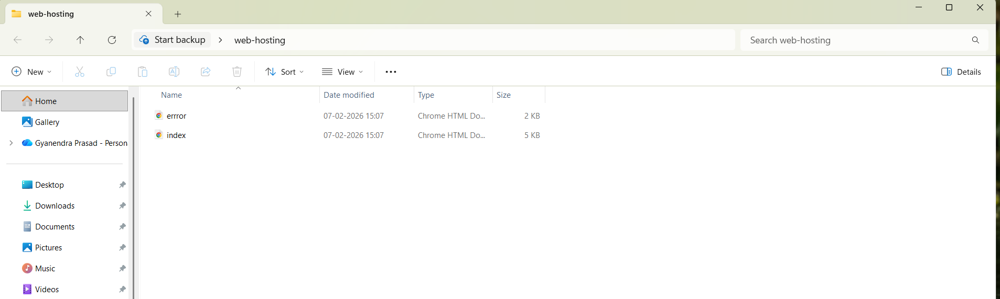 web-hosting
Start backup > web-hosting
Search web-hosting
New
Sort
View
Details
Home
Gallery
Gyanendra Prasad - Person
Desktop
Downloads
Documents
Pictures
Music
Videos
Name Date modified Type Size
errror 07-02-2026 15:07 Chrome HTML Do... 2 KB
index 07-02-2026 15:07 Chrome HTML Do... 5 KB